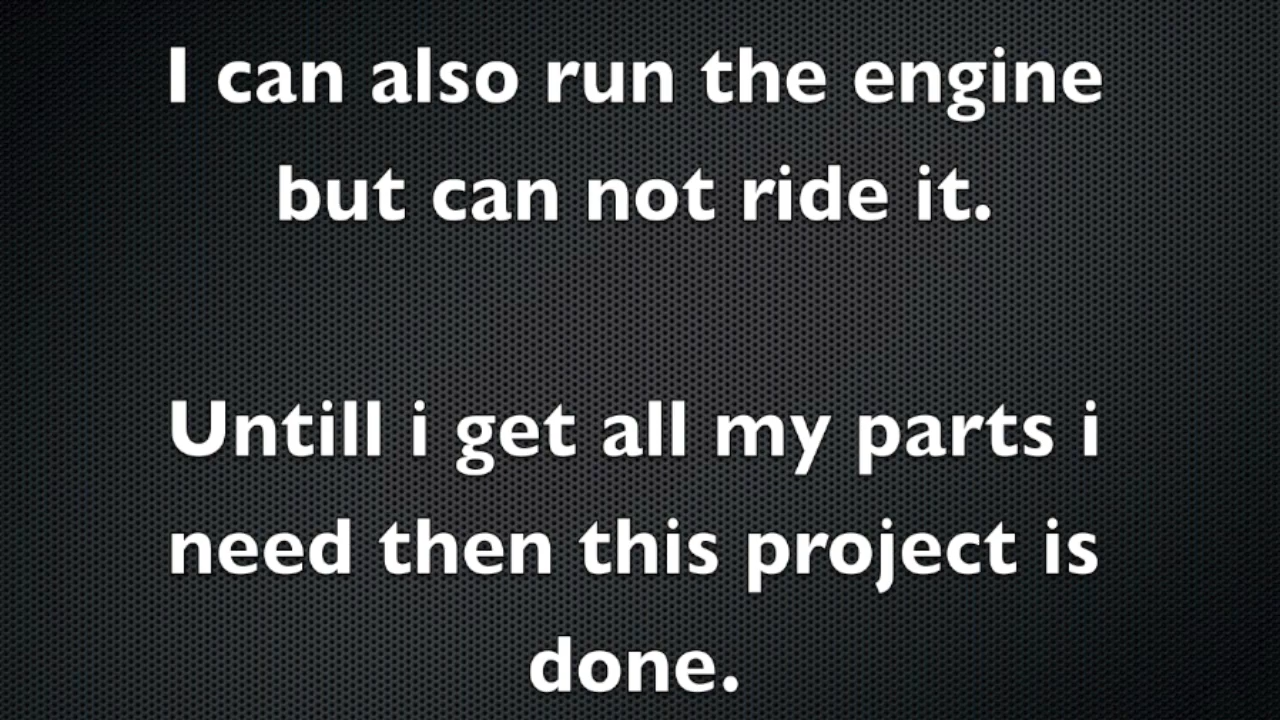 I can also run the engine
but can not ride it.
Untill i get all my parts i
need then this project is
done.